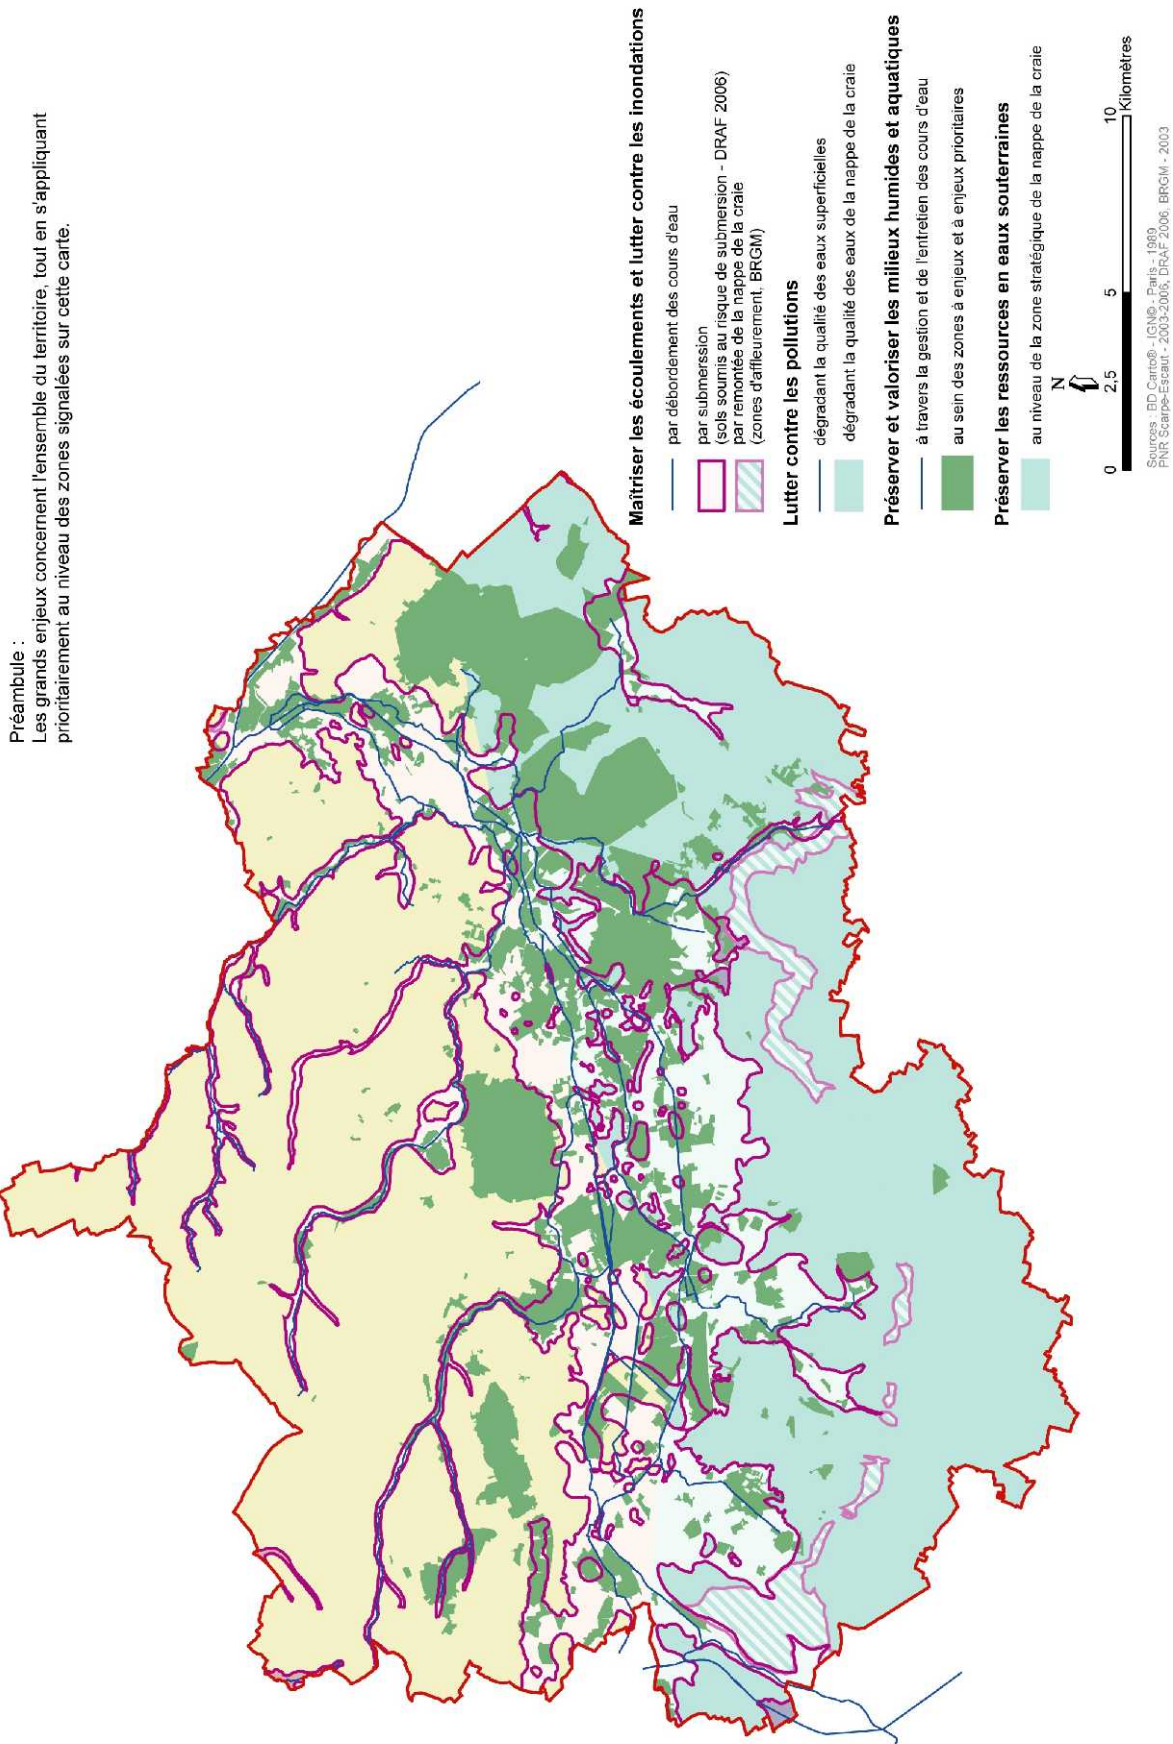 Préambule :
Les grands enjeux concernent l'ensemble du territoire, tout en s'appliquant
prioritairement au niveau des zones signalées sur cette carte.
Maîtriser les écoulements et lutter contre les inondations
par débordement des cours d'eau
par submerssion
(sols soumis au risque de submersion - DRAF 2006)
par remontée de la nappe de la craie
(zones d'affleurement, BRGM)
Lutter contre les pollutions
dégradant la qualité des eaux superficielles
dégradant la qualité des eaux de la nappe de la craie
Préserver et valoriser les milieux humides et aquatiques
à travers la gestion et de l'entretien des cours d'eau
au sein des zones à enjeux et à enjeux prioritaires
Préserver les ressources en eaux souterraines
au niveau de la zone stratégique de la nappe de la craie
N
0 2,5 5 10
Kilomètres
Sources : BD Carto® - IGN® - Paris - 1989
PNR Scarpe-Escaut - 2003-2006, DRAF 2006, BRGM - 2003